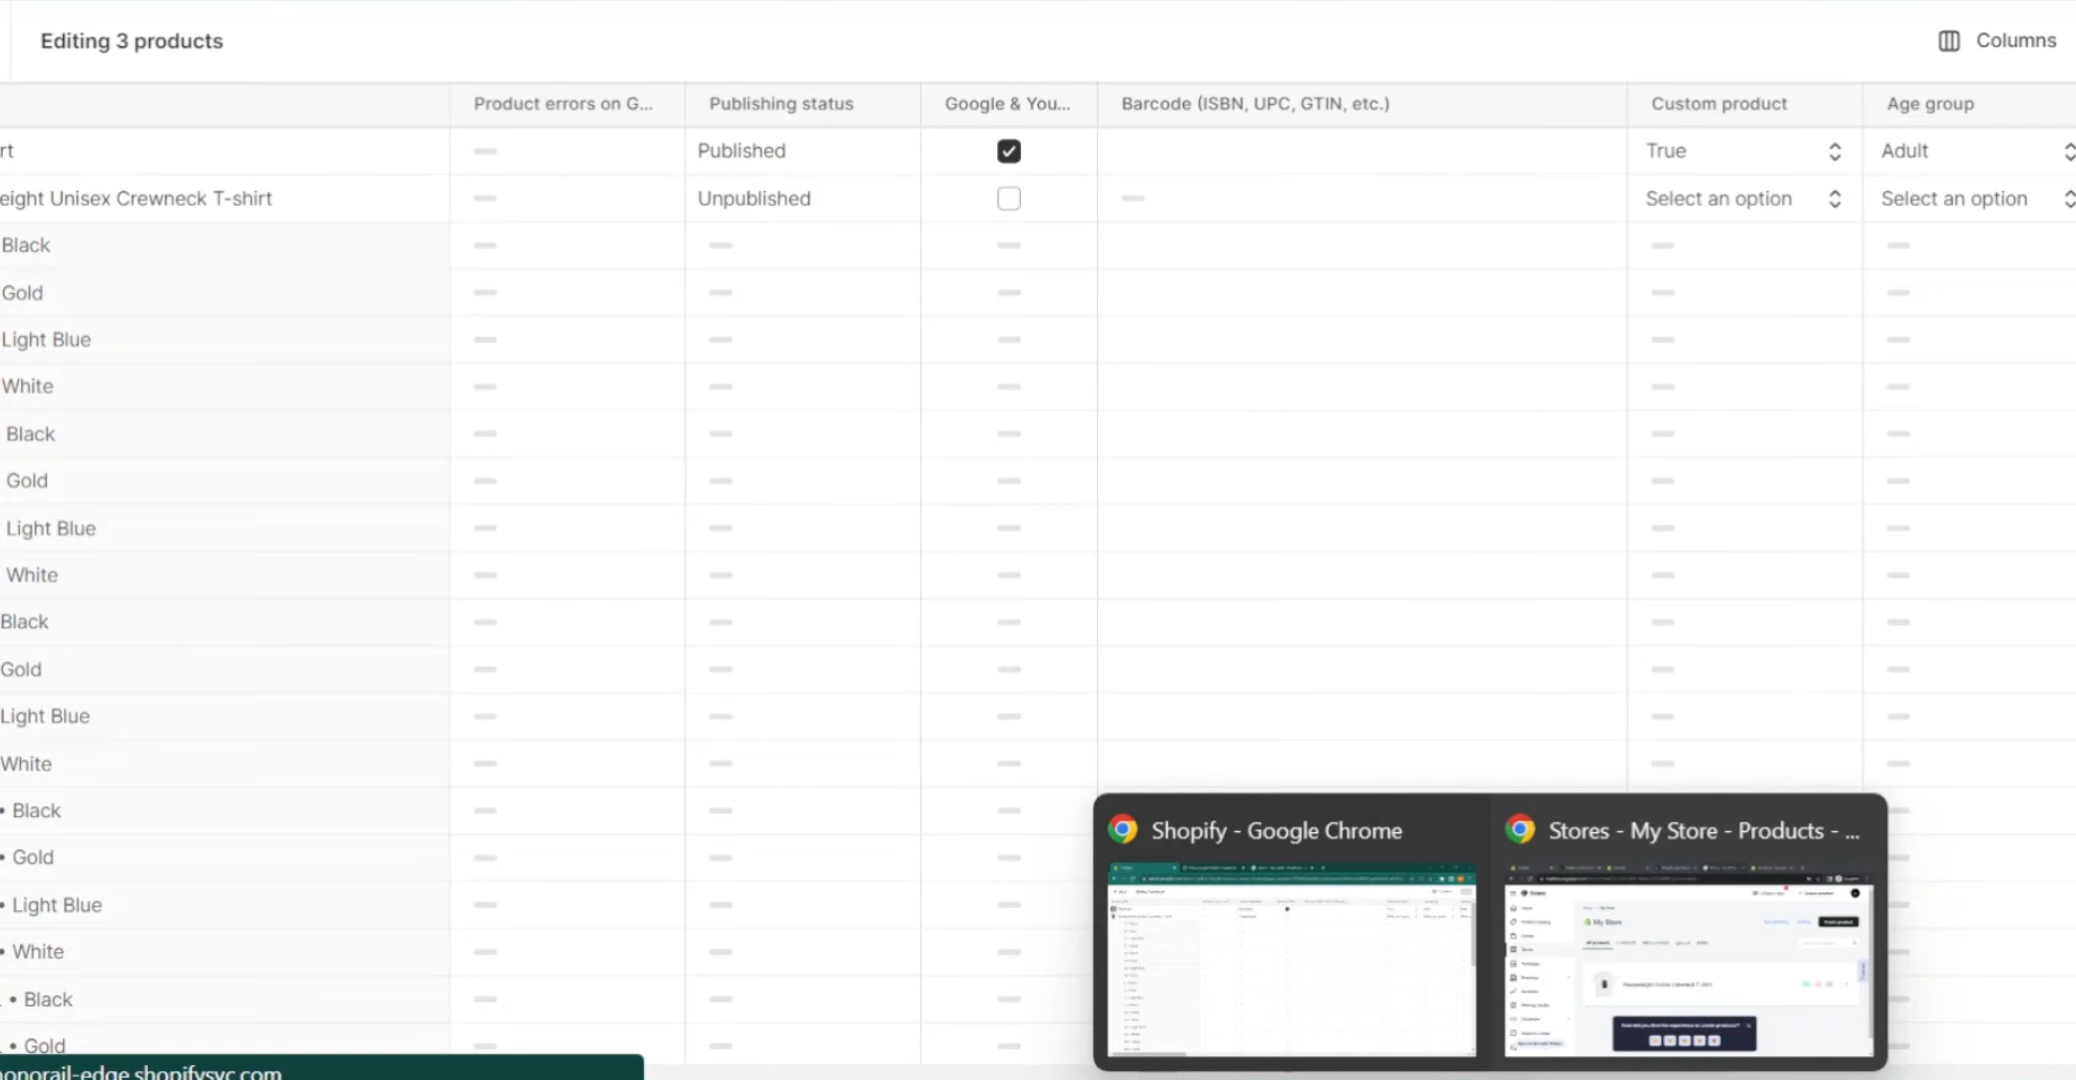 Editing 3 products
Columns
Product errors on G... Publishing status Google & You... Barcode (ISBN, UPC, GTIN, etc.) Custom product Age group
rt Published True Adult
eight Unisex Crewneck T-shirt Unpublished Select an option Select an option
Black
Gold
Light Blue
White
Black
Gold
Light Blue
White
Black
Gold
Light Blue
White
• Black
• Gold
• Light Blue
• White
• Black
• Gold
Shopify - Google Chrome
Stores - My Store - Products - ...
My Store
onorail-edge.shopifysvc.com